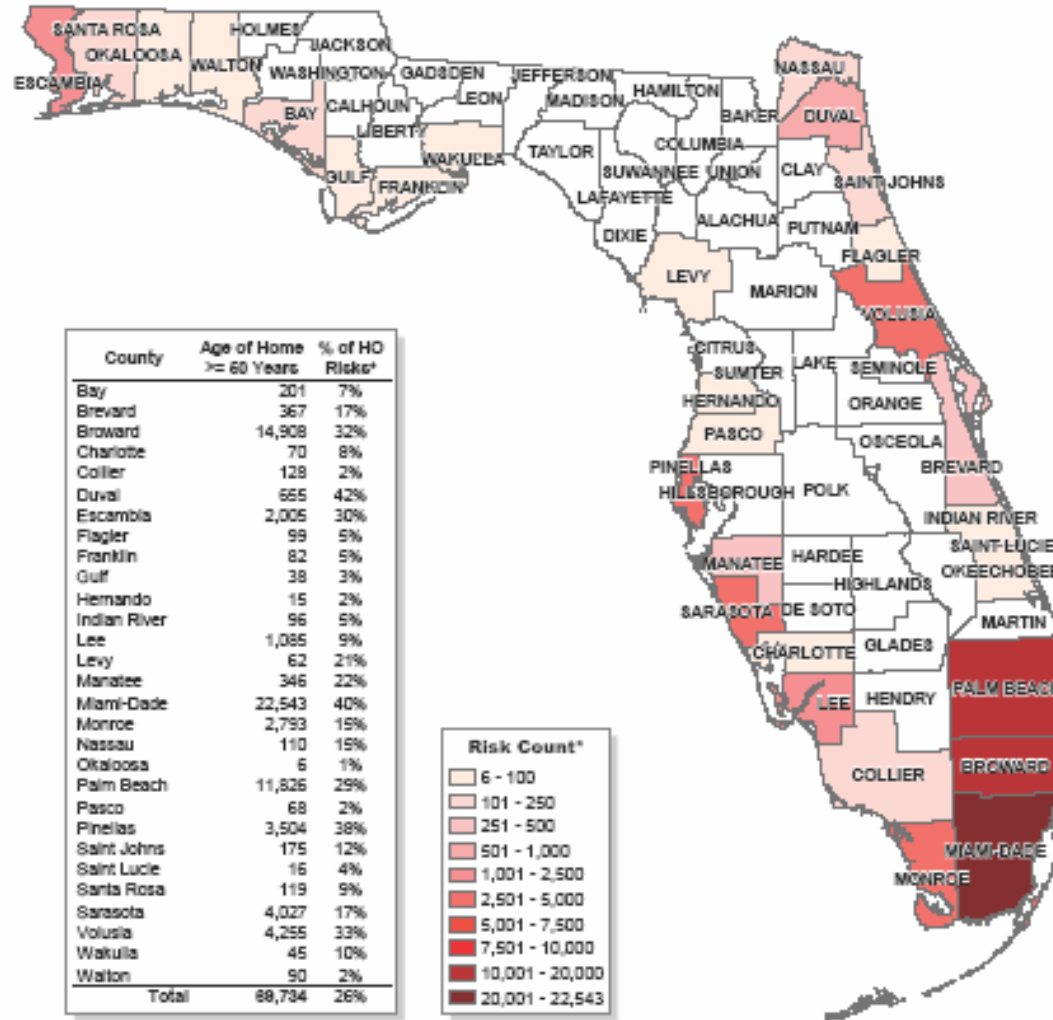 HOLMES
SANTA ROSA
JACKSON
OKALOOSA
WALTON
WASHINGTON
GADSDEN
ESCAMBIA
JEFFERSON
NASSAU
HAMILTON
LEON
MADISON
CALHOUN
BAY
BAKER
DUVAL
LIBERTY
COLUMBIA
TAYLOR
WAKULLA
SUWANNEE
UNION
CLAY
GULF
FRANKLIN
SAINT JOHNS
LAFAYETTE
ALACHUA
PUTNAM
DIXIE
FLAGLER
LEVY
MARION
VOLUSIA
CITRUS
LAKE
SUMTER
SEMINOLE
HERNANDO
ORANGE
PASCO
OSCEOLA
PINELLAS
BREVARD
HILLSBOROUGH
POLK
INDIAN RIVER
SAINT LUCIE
MANATEE
HARDEE
OKEECHOBEE
HIGHLANDS
SARASOTA
DE SOTO
MARTIN
CHARLOTTE
GLADES
PALM BEACH
LEE
HENDRY
COLLIER
BROWARD
MIAMI-DADE
MONROE
County Age of Home >= 60 Years % of HO Risks*
Bay 201 7%
Brevard 367 17%
Broward 14,908 32%
Charlotte 70 8%
Collier 128 2%
Duval 655 42%
Escambia 2,005 30%
Flagler 99 5%
Franklin 82 5%
Gulf 38 3%
Hernando 15 2%
Indian River 96 5%
Lee 1,085 9%
Levy 62 21%
Manatee 346 22%
Miami-Dade 22,543 40%
Monroe 2,793 15%
Nassau 110 15%
Okaloosa 6 1%
Palm Beach 11,826 29%
Pasco 68 2%
Pinellas 3,504 38%
Saint Johns 175 12%
Saint Lucie 16 4%
Santa Rosa 119 9%
Sarasota 4,027 17%
Volusia 4,255 33%
Wakulla 45 10%
Walton 90 2%
Total 69,734 26%
Risk Count*
6 - 100
101 - 250
251 - 500
501 - 1,000
1,001 - 2,500
2,501 - 5,000
5,001 - 7,500
7,501 - 10,000
10,001 - 20,000
20,001 - 22,543